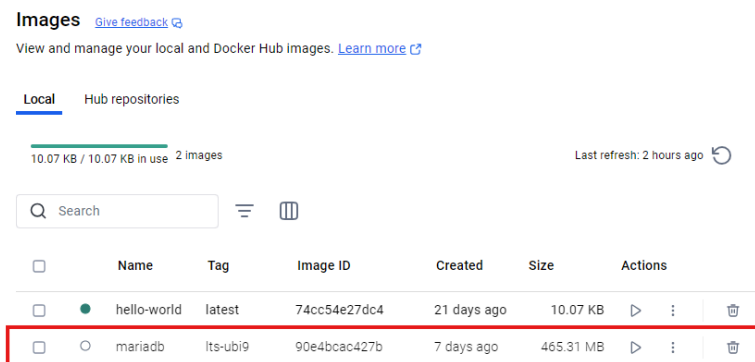 Images Give feedback
View and manage your local and Docker Hub images. Learn more
Local Hub repositories
10.07 KB / 10.07 KB in use 2 images Last refresh: 2 hours ago
Search
Name Tag Image ID Created Size Actions
hello-world latest 74cc54e27dc4 21 days ago 10.07 KB
mariadb lts-ubi9 90e4bcac427b 7 days ago 465.31 MB